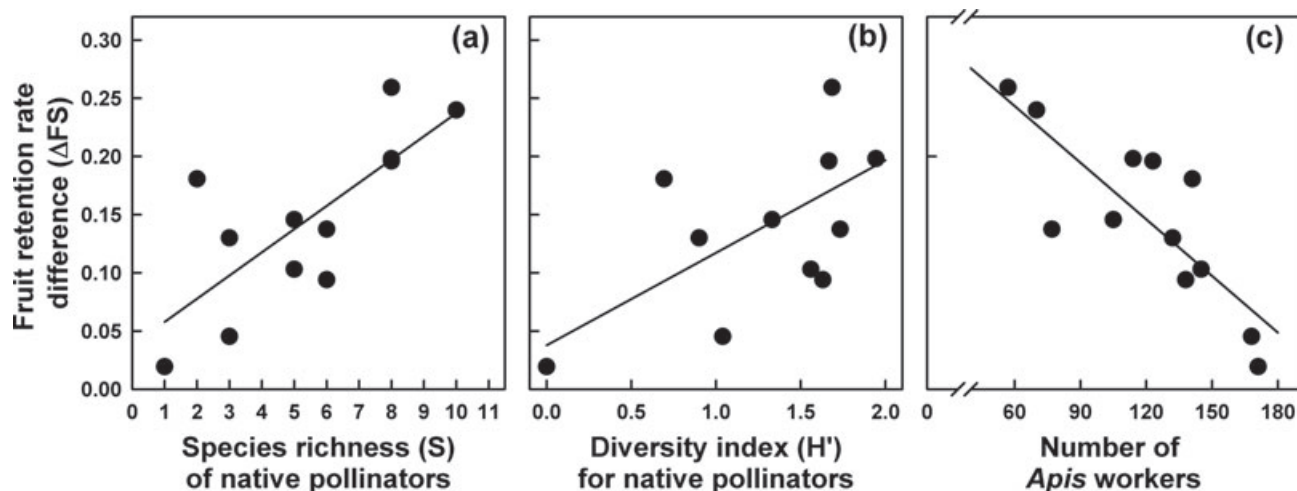 Fruit retention rate
difference (ΔFS)
0.30
0.25
0.20
0.15
0.10
0.05
0.00
(a)
1 2 3 4 5 6 7 8 9 10 11
Species richness (S)
of native pollinators
(b)
0.0 0.5 1.0 1.5 2.0
Diversity index (H')
for native pollinators
(c)
0 60 90 120 150 180
Number of
Apis workers